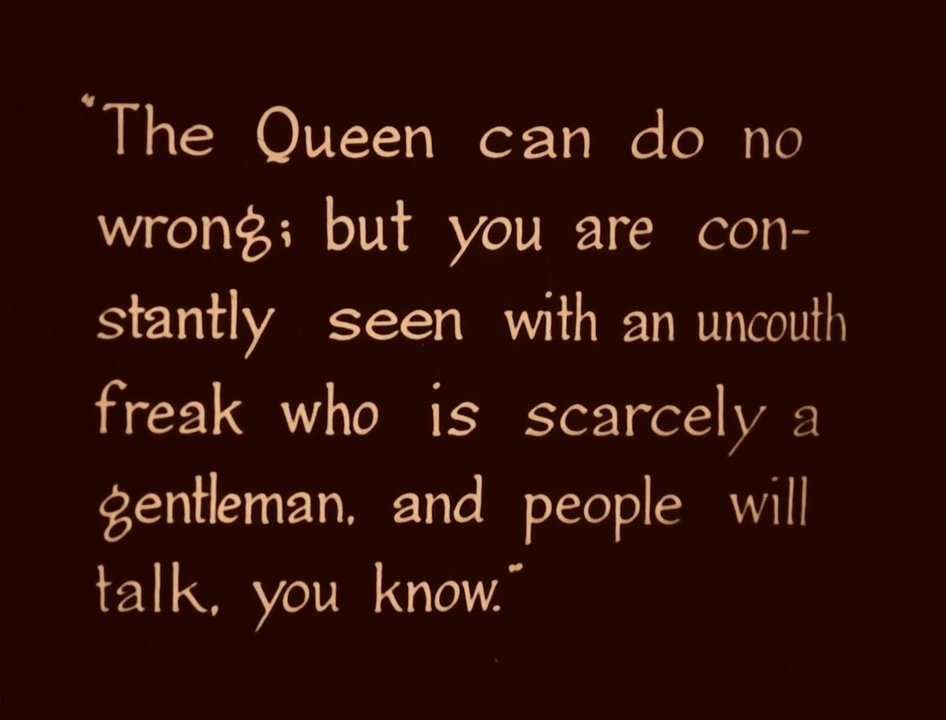 "The Queen can do no
wrong; but you are con-
stantly seen with an uncouth
freak who is scarcely a
gentleman, and people will
talk, you know."